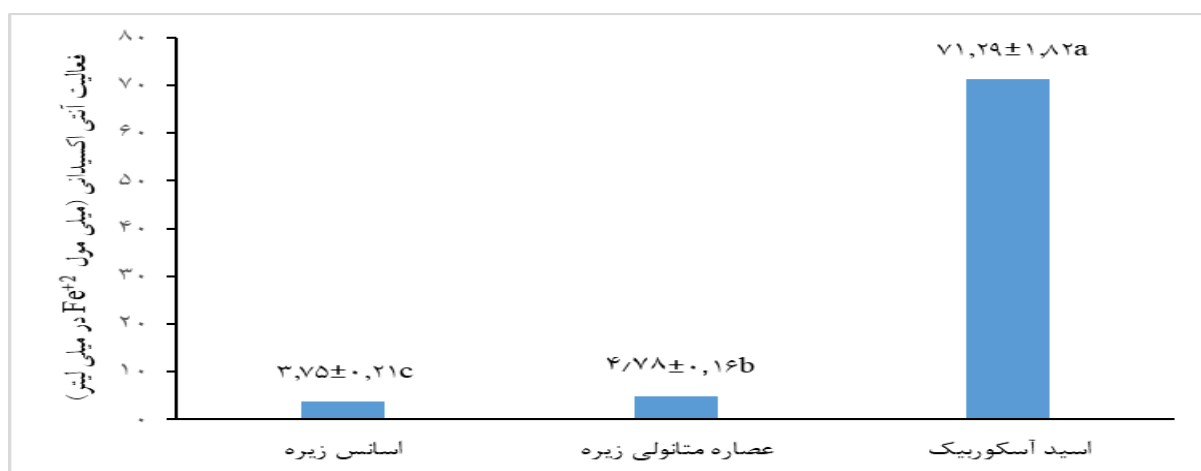 فعالیت آنتی اکسیدانی (میلی مول Fe+2 در میلی لیتر)
۸۰
۷۰
۶۰
۵۰
۴۰
۳۰
۲۰
۱۰
۰
۳,۷۵±۰,۲۱c
۴/۷۸±۰,۱۶b
۷۱,۲۹±۱,۸۲a
اسانس زیره
عصاره متانولی زیره
اسید آسکوربیک